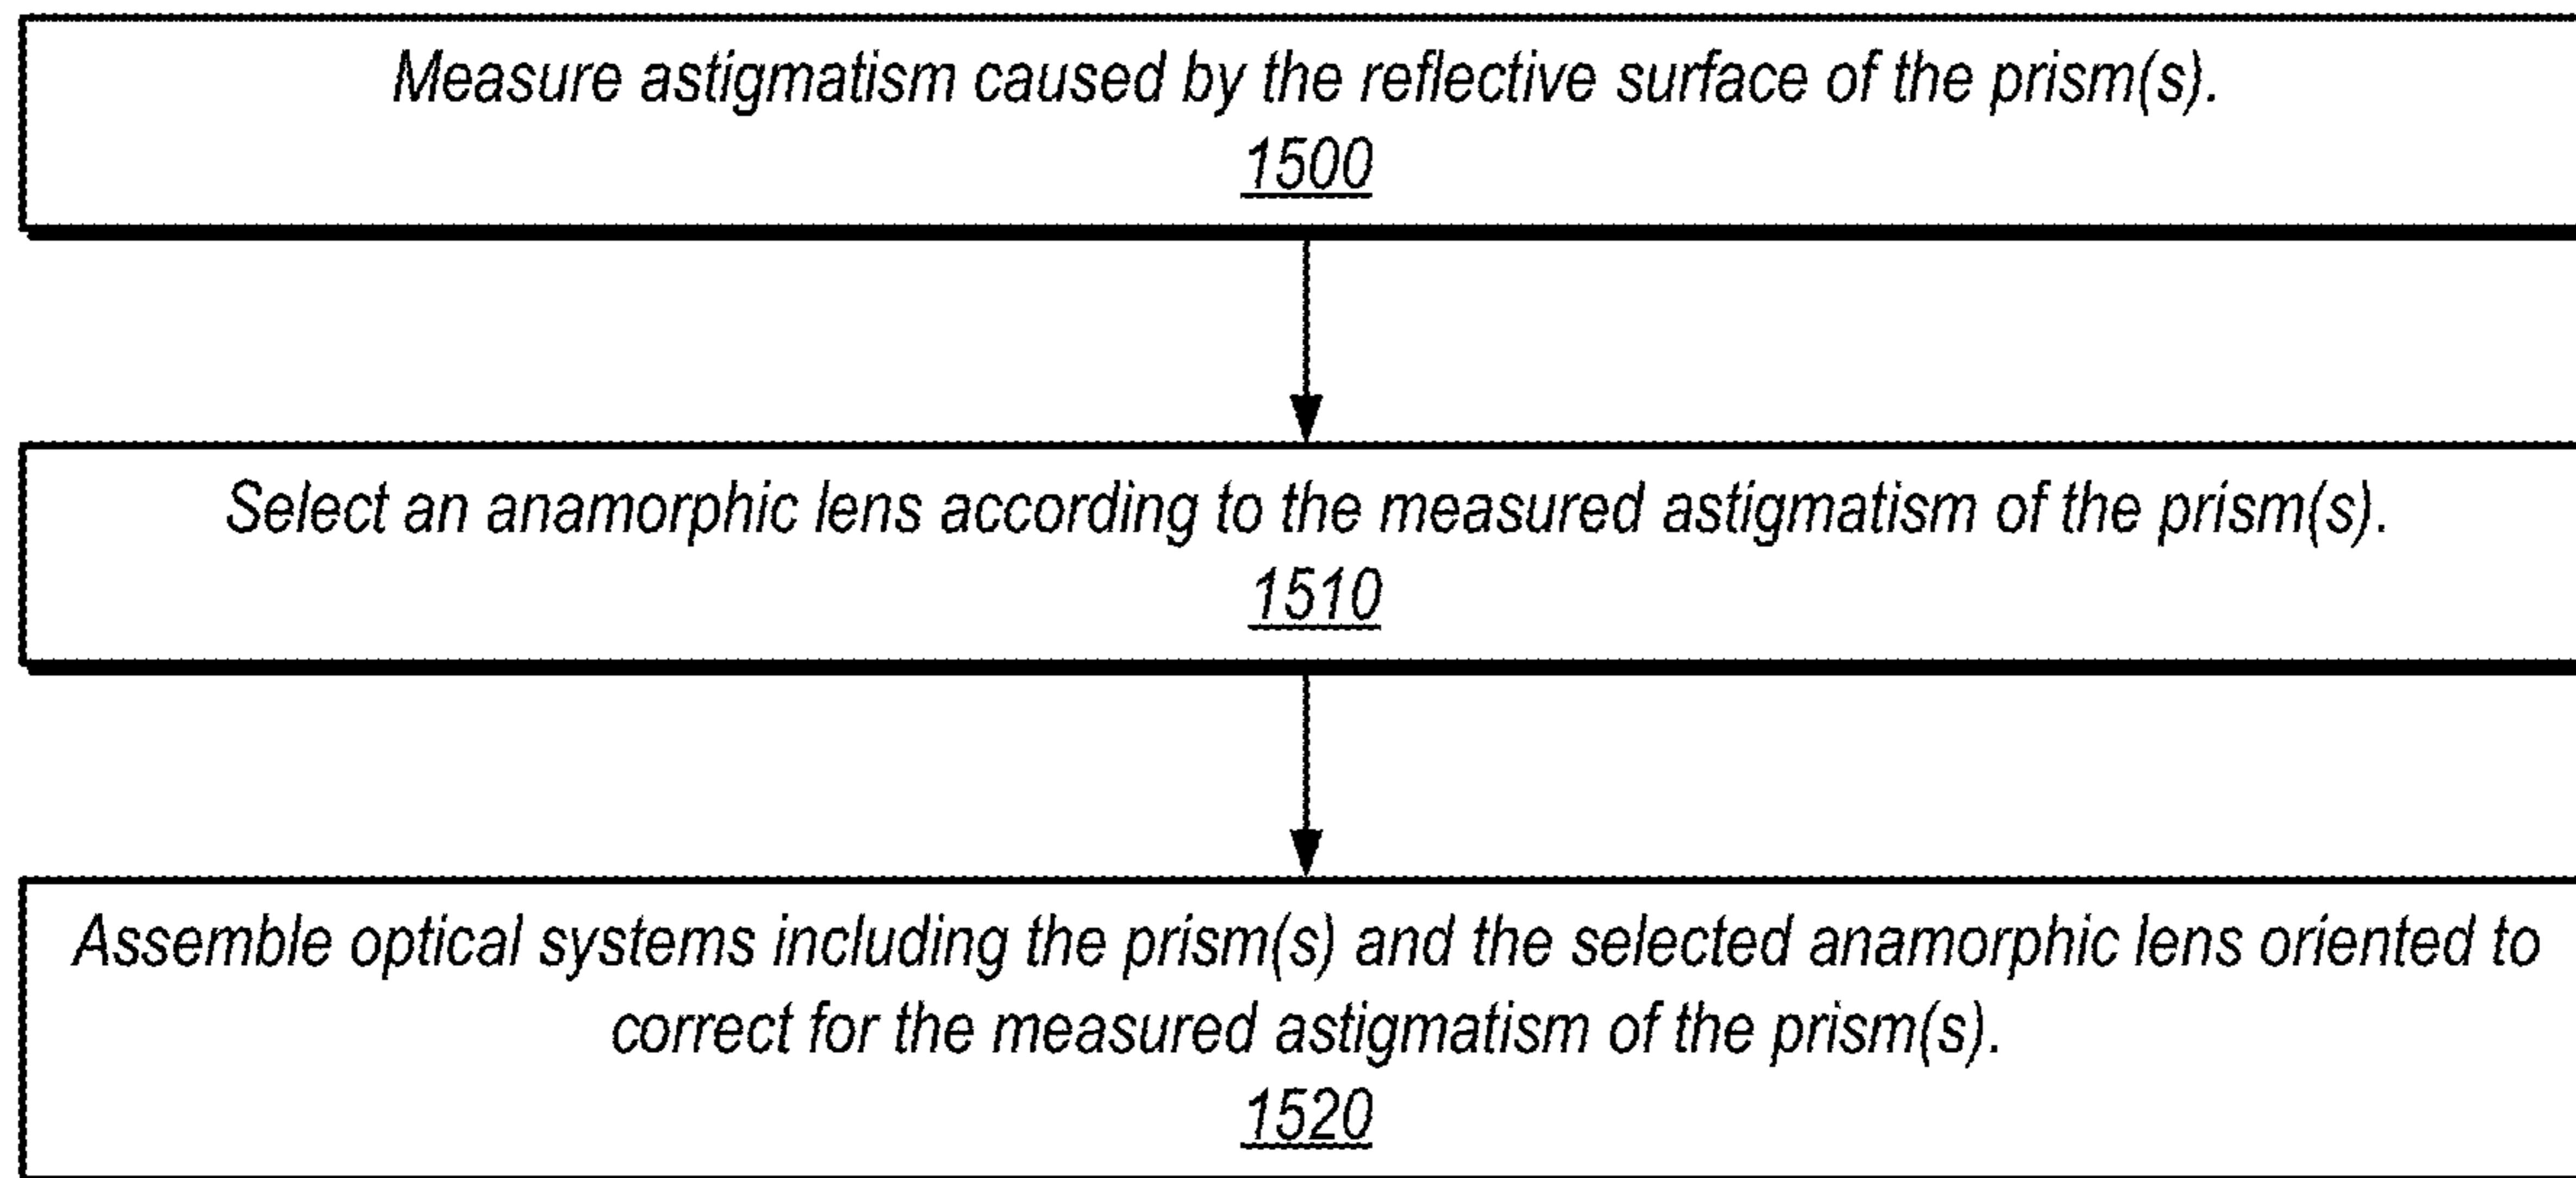 Measure astigmatism caused by the reflective surface of the prism(s).
1500
Select an anamorphic lens according to the measured astigmatism of the prism(s).
1510
Assemble optical systems including the prism(s) and the selected anamorphic lens oriented to
correct for the measured astigmatism of the prism(s).
1520